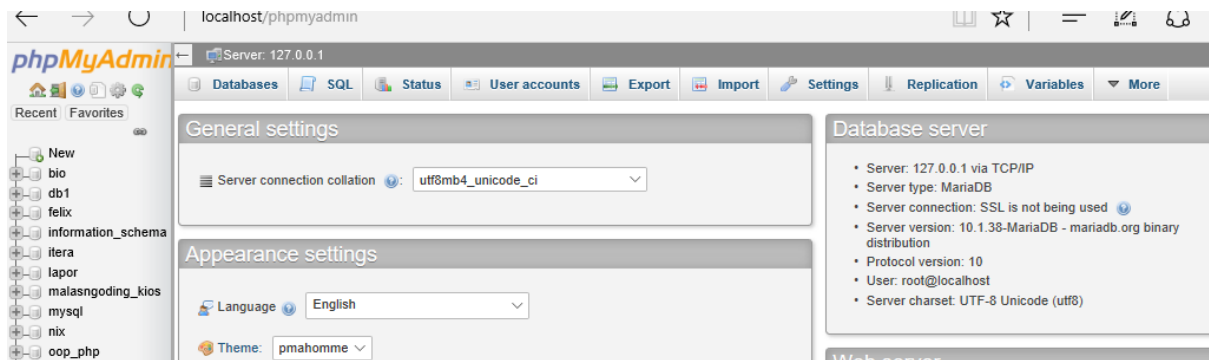 localhost/phpmyadmin
phpMyAdmin
Recent Favorites
New
bio
db1
felix
information_schema
itera
lapor
malasngoding_kios
mysql
nix
oop_php
Server: 127.0.0.1
Databases SQL Status User accounts Export Import Settings Replication Variables More
General settings
Server connection collation : utf8mb4_unicode_ci
Appearance settings
Language English
Theme: pmahomme
Database server
• Server: 127.0.0.1 via TCP/IP
• Server type: MariaDB
• Server connection: SSL is not being used
• Server version: 10.1.38-MariaDB - mariadb.org binary
distribution
• Protocol version: 10
• User: root@localhost
• Server charset: UTF-8 Unicode (utf8)
Web server